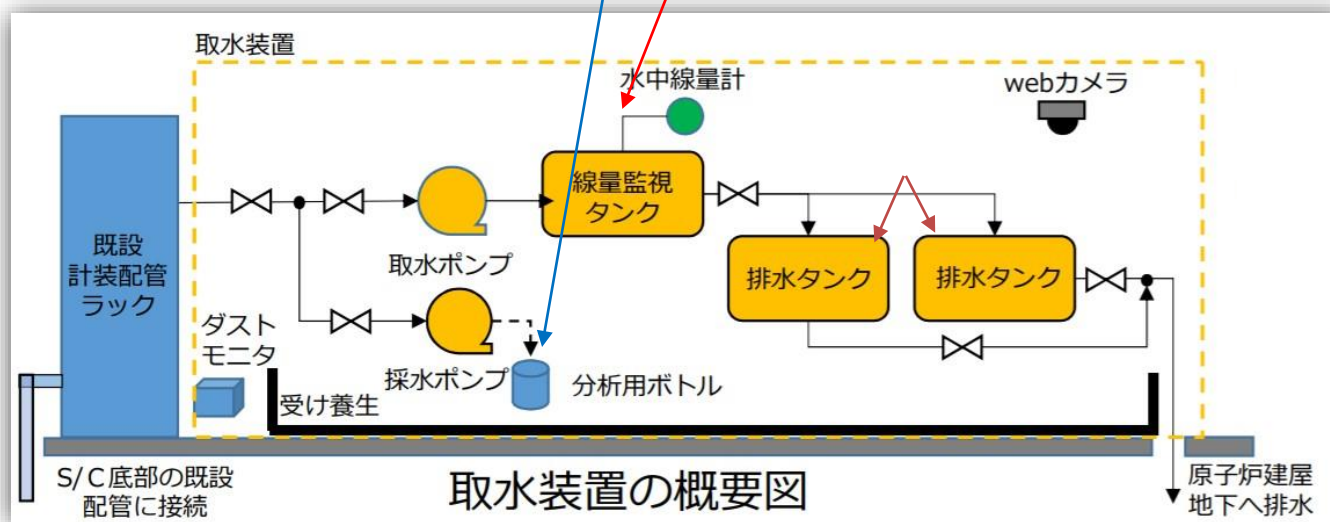 取水装置
水中線量計
webカメラ
線量監視
タンク
既設
計装配管
ラック
取水ポンプ
排水タンク
排水タンク
ダスト
モニタ
採水ポンプ
分析用ボトル
受け養生
S/C底部の既設
配管に接続
取水装置の概要図
原子炉建屋
地下へ排水